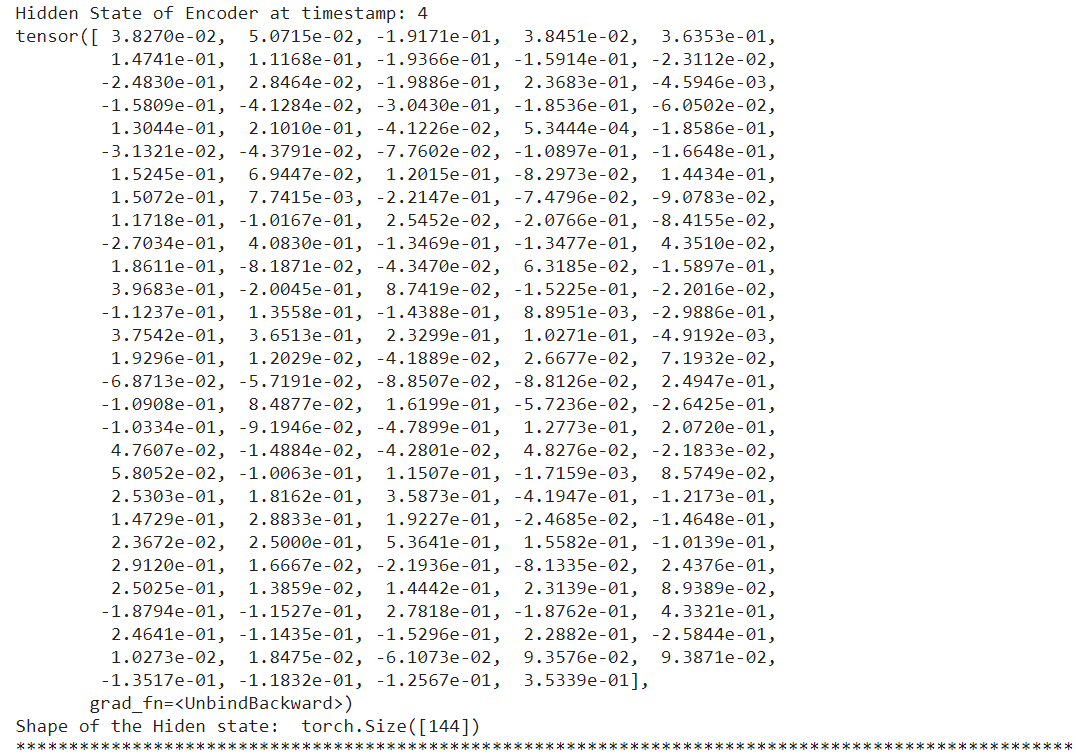 Hidden State of Encoder at timestamp: 4
tensor([ 3.8270e-02,  5.0715e-02, -1.9171e-01,  3.8451e-02,  3.6353e-01,
         1.4741e-01,  1.1168e-01, -1.9366e-01, -1.5914e-01, -2.3112e-02,
        -2.4830e-01,  2.8464e-02, -1.9886e-01,  2.3683e-01, -4.5946e-03,
        -1.5809e-01, -4.1284e-02, -3.0430e-01, -1.8536e-01, -6.0502e-02,
         1.3044e-01,  2.1010e-01, -4.1226e-02,  5.3444e-04, -1.8586e-01,
        -3.1321e-02, -4.3791e-02, -7.7602e-02, -1.0897e-01, -1.6648e-01,
         1.5245e-01,  6.9447e-02,  1.2015e-01, -8.2973e-02,  1.4434e-01,
         1.5072e-01,  7.7415e-03, -2.2147e-01, -7.4796e-02, -9.0783e-02,
         1.1718e-01, -1.0167e-01,  2.5452e-02, -2.0766e-01, -8.4155e-02,
        -2.7034e-01,  4.0830e-01, -1.3469e-01, -1.3477e-01,  4.3510e-02,
         1.8611e-01, -8.1871e-02, -4.3470e-02,  6.3185e-02, -1.5897e-01,
         3.9683e-01, -2.0045e-01,  8.7419e-02, -1.5225e-01, -2.2016e-02,
        -1.1237e-01,  1.3558e-01, -1.4388e-01,  8.8951e-03, -2.9886e-01,
         3.7542e-01,  3.6513e-01,  2.3299e-01,  1.0271e-01, -4.9192e-03,
         1.9296e-01,  1.2029e-02, -4.1889e-02,  2.6677e-02,  7.1932e-02,
        -6.8713e-02, -5.7191e-02, -8.8507e-02, -8.8126e-02,  2.4947e-01,
        -1.0908e-01,  8.4877e-02,  1.6199e-01, -5.7236e-02, -2.6425e-01,
        -1.0334e-01, -9.1946e-02, -4.7899e-01,  1.2773e-01,  2.0720e-01,
         4.7607e-02, -1.4884e-02, -4.2801e-02,  4.8276e-02, -2.1833e-02,
         5.8052e-02, -1.0063e-01,  1.1507e-01, -1.7159e-03,  8.5749e-02,
         2.5303e-01,  1.8162e-01,  3.5873e-01, -4.1947e-01, -1.2173e-01,
         1.4729e-01,  2.8833e-01,  1.9227e-01, -2.4685e-02, -1.4648e-01,
         2.3672e-02,  2.5000e-01,  5.3641e-01,  1.5582e-01, -1.0139e-01,
         2.9120e-01,  1.6667e-02, -2.1936e-01, -8.1335e-02,  2.4376e-01,
         2.5025e-01,  1.3859e-02,  1.4442e-01,  2.3139e-01,  8.9389e-02,
        -1.8794e-01, -1.1527e-01,  2.7818e-01, -1.8762e-01,  4.3321e-01,
         2.4641e-01, -1.1435e-01, -1.5296e-01,  2.2882e-01, -2.5844e-01,
         1.0273e-02,  1.8475e-02, -6.1073e-02,  9.3576e-02,  9.3871e-02,
        -1.3517e-01, -1.1832e-01, -1.2567e-01,  3.5339e-01],
       grad_fn=<UnbindBackward>)
Shape of the Hiden state:  torch.Size([144])
****************************************************************************************************